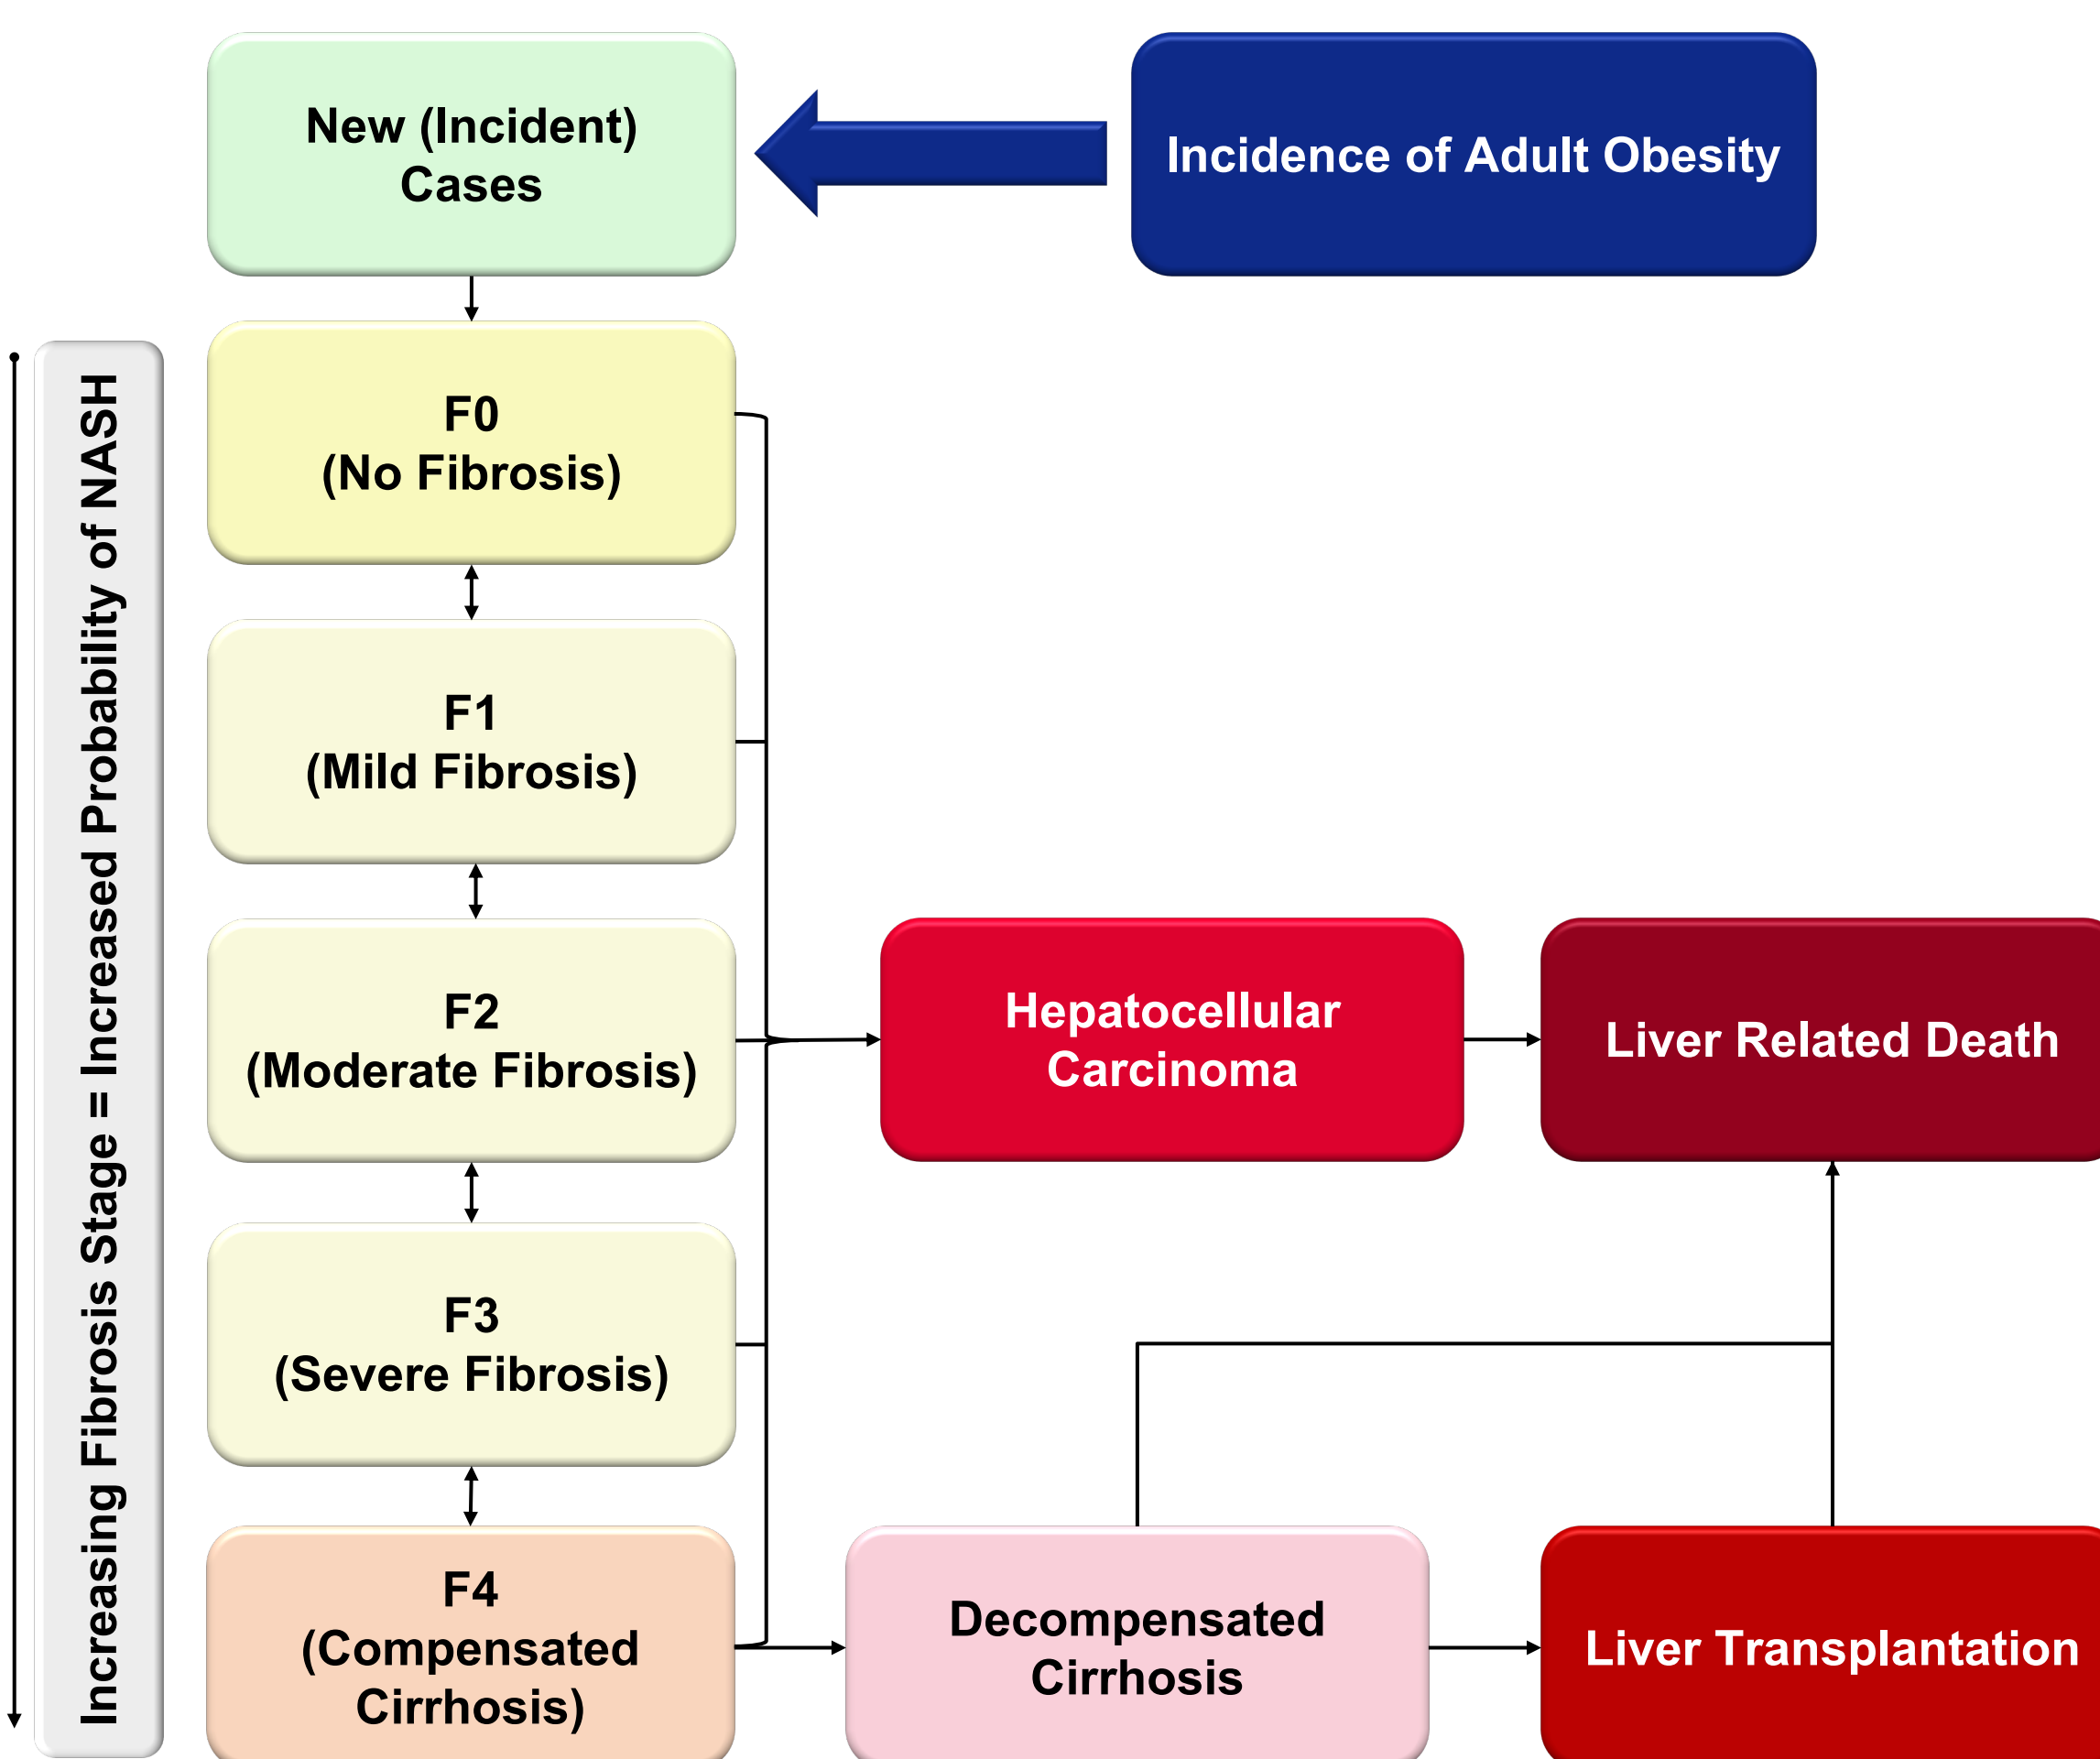 New (Incident)
Cases
Incidence of Adult Obesity
Increasing Fibrosis Stage = Increased Probability of NASH
F0
(No Fibrosis)
F1
(Mild Fibrosis)
F2
(Moderate Fibrosis)
Hepatocellular
Carcinoma
Liver Related Death
F3
(Severe Fibrosis)
F4
(Compensated
Cirrhosis)
Decompensated
Cirrhosis
Liver Transplantation